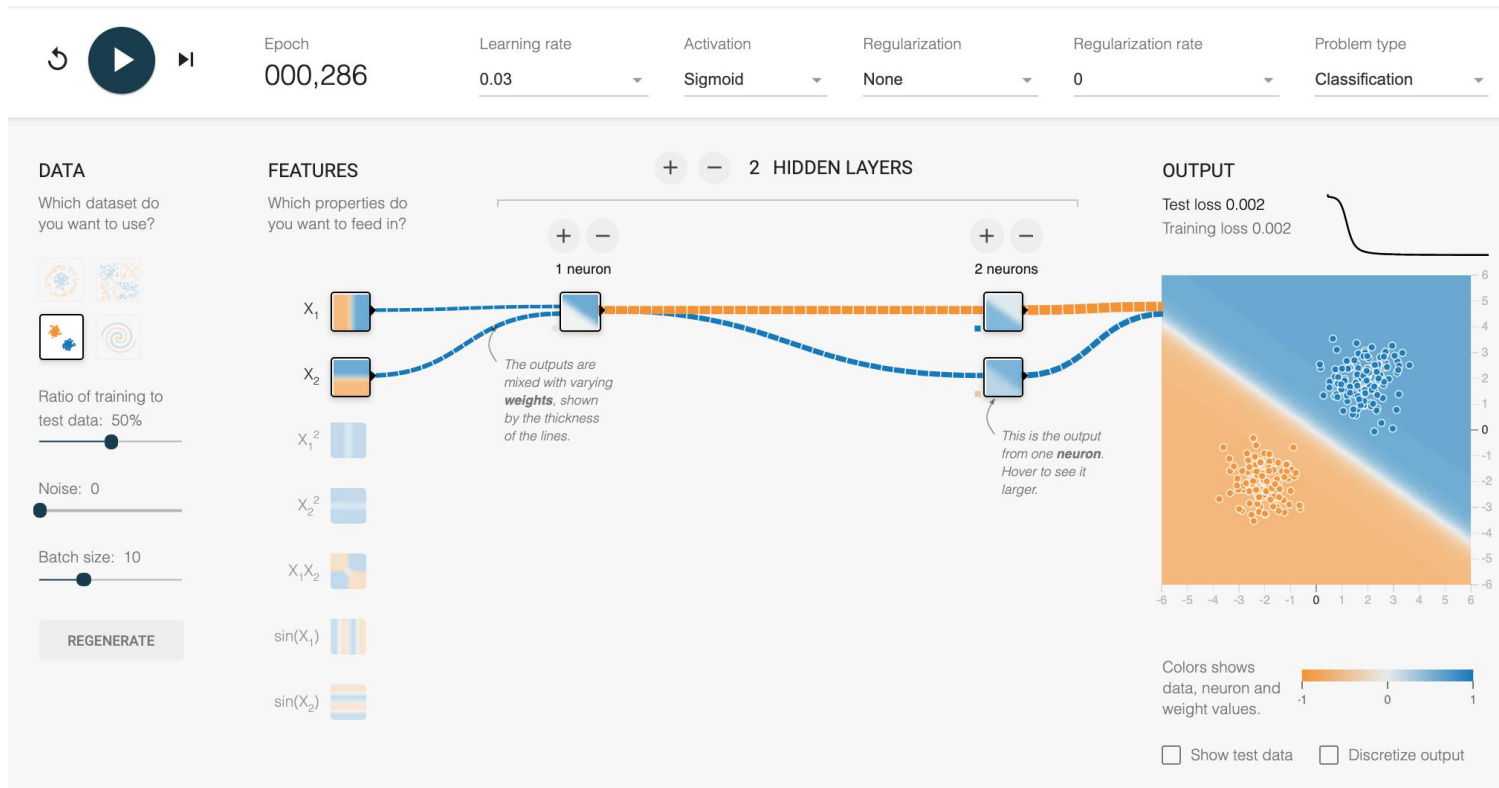 Epoch
000,286
Learning rate
0.03
Activation
Sigmoid
Regularization
None
Regularization rate
0
Problem type
Classification
DATA
Which dataset do
you want to use?
Ratio of training to
test data: 50%
Noise: 0
Batch size: 10
REGENERATE
FEATURES
Which properties do
you want to feed in?
X₁
X₂
X₁²
X₂²
X₁X₂
sin(X₁)
sin(X₂)
+ − 2 HIDDEN LAYERS
+ −
1 neuron
The outputs are
mixed with varying
weights, shown
by the thickness
of the lines.
+ −
2 neurons
This is the output
from one neuron.
Hover to see it
larger.
OUTPUT
Test loss 0.002
Training loss 0.002
6
5
4
3
2
1
0
-1
-2
-3
-4
-5
-6
-6 -5 -4 -3 -2 -1 0 1 2 3 4 5 6
Colors shows
data, neuron and
weight values.
-1 0 1
Show test data
Discretize output